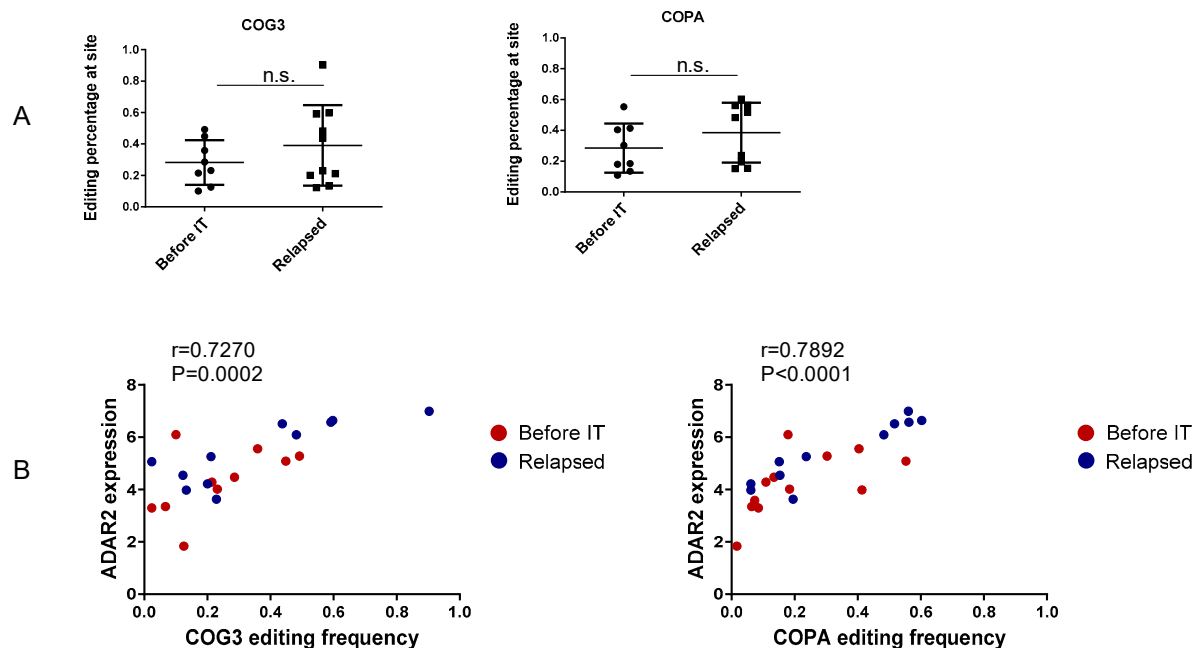 A
COG3
Editing percentage at site
1.0
0.8
0.6
0.4
0.2
0.0
n.s.
Before IT
Relapsed
COPA
Editing percentage at site
1.0
0.8
0.6
0.4
0.2
0.0
n.s.
Before IT
Relapsed
B
r=0.7270
P=0.0002
ADAR2 expression
8
6
4
2
0
0.0 0.2 0.4 0.6 0.8 1.0
COG3 editing frequency
Before IT
Relapsed
r=0.7892
P<0.0001
ADAR2 expression
8
6
4
2
0
0.0 0.2 0.4 0.6 0.8 1.0
COPA editing frequency
Before IT
Relapsed